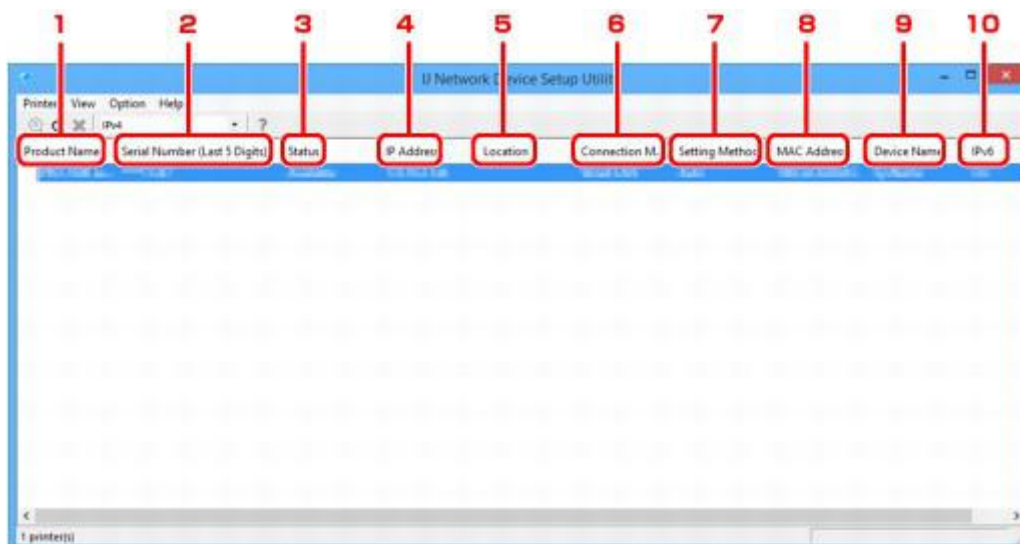 1 2 3 4 5 6 7 8 9 10
IJ Network Device Setup Utility
Printer View Option Help
IPv4 ?
Product Name Serial Number (Last 5 Digits) Status IP Address Location Connection M... Setting Method MAC Address Device Name IPv6
1 printer(s)